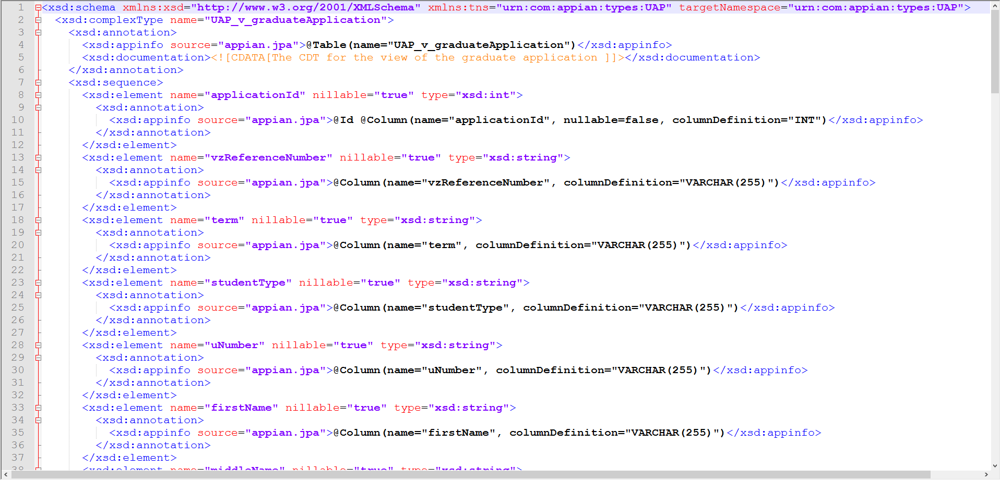 1 <xsd:schema xmlns:xsd="http://www.w3.org/2001/XMLSchema" xmlns:tns="urn:com:appian:types:UAP" targetNamespace="urn:com:appian:types:UAP">
2 <xsd:complexType name="UAP_v_graduateApplication">
3 <xsd:annotation>
4 <xsd:appinfo source="appian.jpa">@Table(name="UAP_v_graduateApplication")</xsd:appinfo>
5 <xsd:documentation><![CDATA[The CDT for the view of the graduate application ]]></xsd:documentation>
6 </xsd:annotation>
7 <xsd:sequence>
8 <xsd:element name="applicationId" nillable="true" type="xsd:int">
9 <xsd:annotation>
10 <xsd:appinfo source="appian.jpa">@Id @Column(name="applicationId", nullable=false, columnDefinition="INT")</xsd:appinfo>
11 </xsd:annotation>
12 </xsd:element>
13 <xsd:element name="vzReferenceNumber" nillable="true" type="xsd:string">
14 <xsd:annotation>
15 <xsd:appinfo source="appian.jpa">@Column(name="vzReferenceNumber", columnDefinition="VARCHAR(255)")</xsd:appinfo>
16 </xsd:annotation>
17 </xsd:element>
18 <xsd:element name="term" nillable="true" type="xsd:string">
19 <xsd:annotation>
20 <xsd:appinfo source="appian.jpa">@Column(name="term", columnDefinition="VARCHAR(255)")</xsd:appinfo>
21 </xsd:annotation>
22 </xsd:element>
23 <xsd:element name="studentType" nillable="true" type="xsd:string">
24 <xsd:annotation>
25 <xsd:appinfo source="appian.jpa">@Column(name="studentType", columnDefinition="VARCHAR(255)")</xsd:appinfo>
26 </xsd:annotation>
27 </xsd:element>
28 <xsd:element name="uNumber" nillable="true" type="xsd:string">
29 <xsd:annotation>
30 <xsd:appinfo source="appian.jpa">@Column(name="uNumber", columnDefinition="VARCHAR(255)")</xsd:appinfo>
31 </xsd:annotation>
32 </xsd:element>
33 <xsd:element name="firstName" nillable="true" type="xsd:string">
34 <xsd:annotation>
35 <xsd:appinfo source="appian.jpa">@Column(name="firstName", columnDefinition="VARCHAR(255)")</xsd:appinfo>
36 </xsd:annotation>
37 </xsd:element>
38 <xsd:element name="middleName" nillable="true" type="xsd:string">